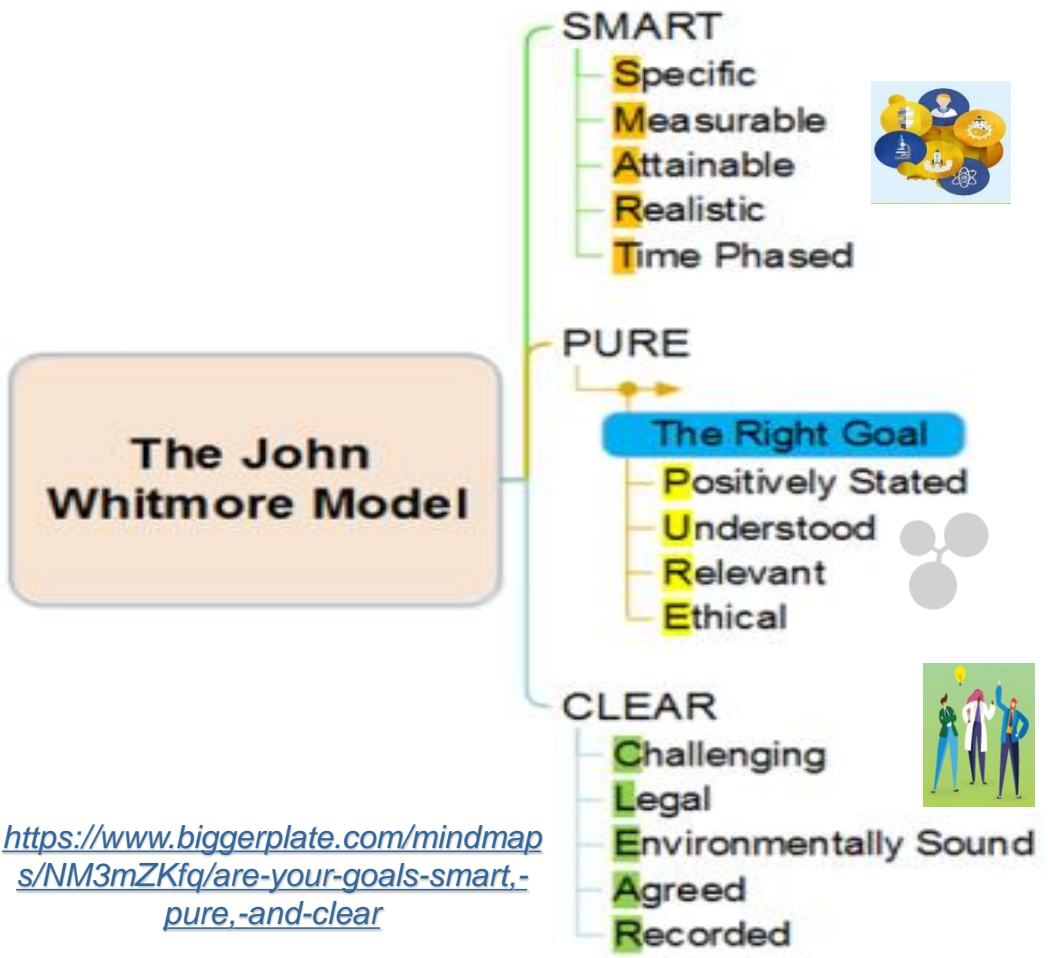 SMART
Specific
Measurable
Attainable
Realistic
Time Phased
PURE
The Right Goal
Positively Stated
Understood
Relevant
Ethical
The John
Whitmore Model
CLEAR
Challenging
Legal
Environmentally Sound
Agreed
Recorded
https://www.biggerplate.com/mindmap
s/NM3mZKfq/are-your-goals-smart,-
pure,-and-clear